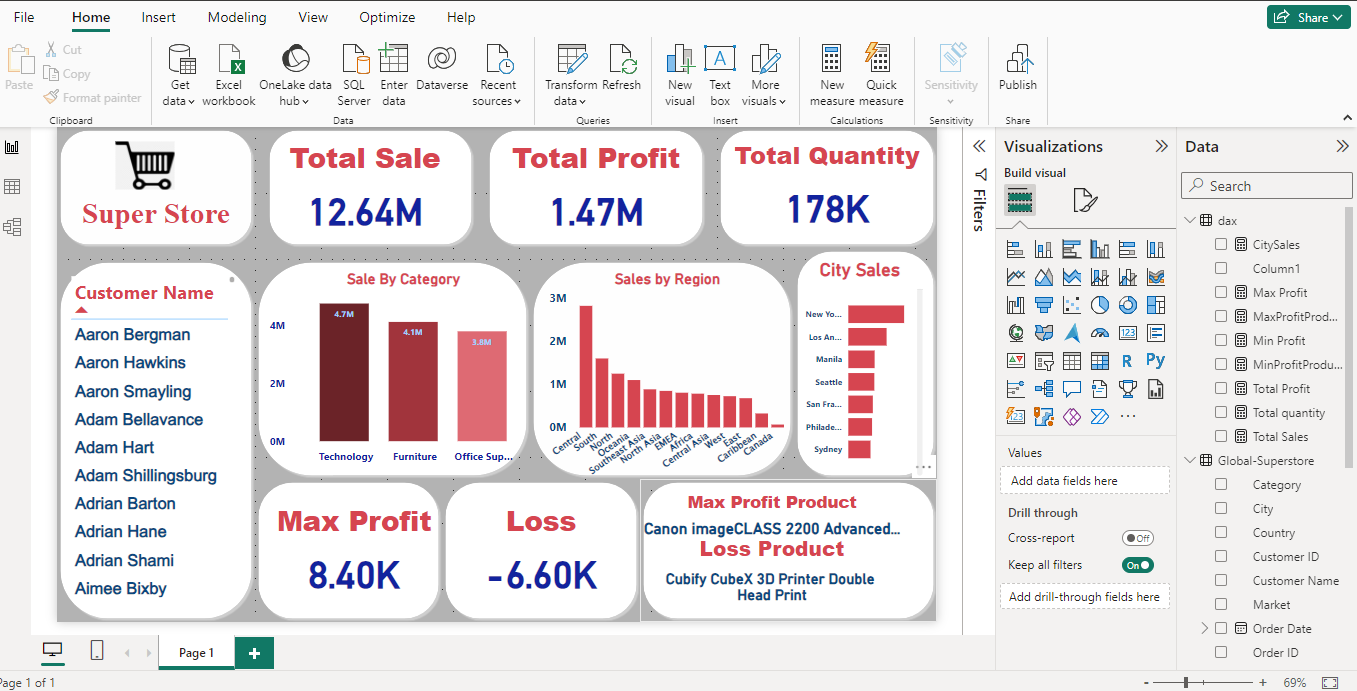 File Home Insert Modeling View Optimize Help Share
Paste
Cut
Copy
Format painter
Clipboard
Get data
Excel workbook
OneLake data hub
SQL Server
Enter data
Dataverse
Recent sources
Data
Transform data
Refresh
Queries
New visual
Text box
More visuals
Insert
New measure
Quick measure
Calculations
Sensitivity
Sensitivity
Publish
Share
Super Store
Total Sale
12.64M
Total Profit
1.47M
Total Quantity
178K
Customer Name
Aaron Bergman
Aaron Hawkins
Aaron Smayling
Adam Bellavance
Adam Hart
Adam Shillingsburg
Adrian Barton
Adrian Hane
Adrian Shami
Aimee Bixby
Sale By Category
4M
2M
0M
4.7M
4.1M
3.8M
Technology Furniture Office Sup...
Sales by Region
3M
2M
1M
0M
Central
South
North
Oceania
Southeast Asia
North Asia
EMEA
Africa
Central Asia
West
East
Caribbean
Canada
City Sales
New Yo...
Los An...
Manila
Seattle
San Fra...
Philade...
Sydney
Max Profit
8.40K
Loss
-6.60K
Max Profit Product
Canon imageCLASS 2200 Advanced...
Loss Product
Cubify CubeX 3D Printer Double
Head Print
Filters
Visualizations
Build visual
R
Py
123
123
A
Values
Add data fields here
Drill through
Cross-report Off
Keep all filters On
Add drill-through fields here
Data
Search
dax
CitySales
Column1
Max Profit
MaxProfitProd...
Min Profit
MinProfitProdu...
Total Profit
Total quantity
Total Sales
Global-Superstore
Category
City
Country
Customer ID
Customer Name
Market
Order Date
Order ID
Page 1
Page 1 of 1
- + 69%